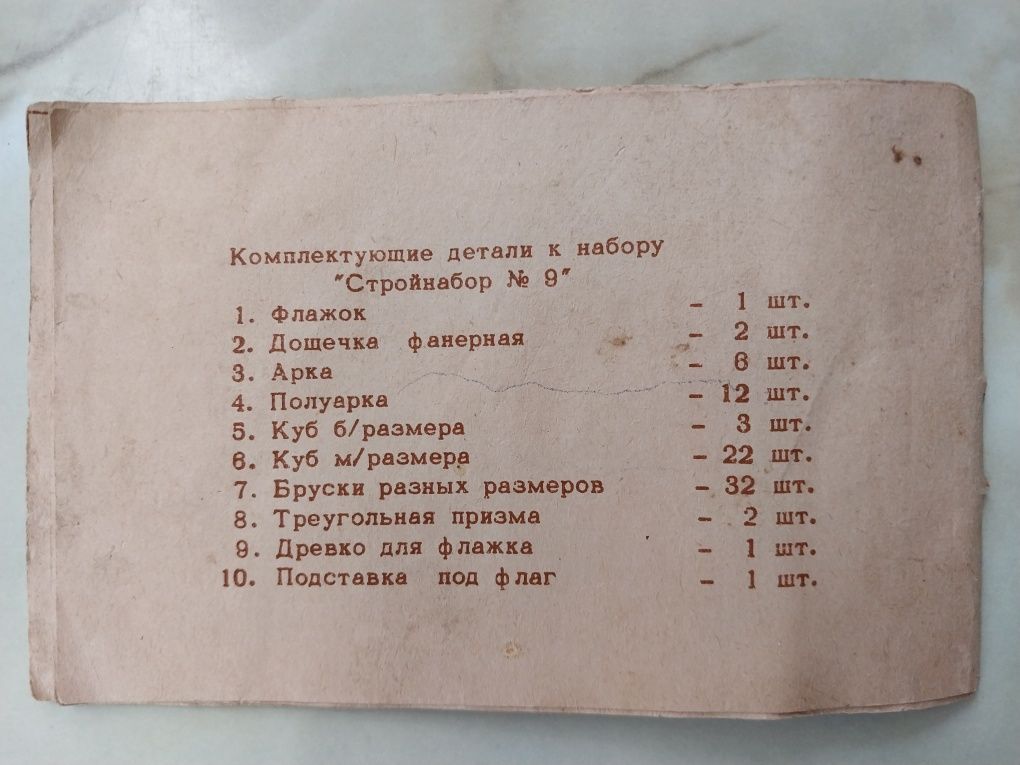 Комплектующие детали к набору
"Стройнабор № 9"
1. Флажок – 1 шт.
2. Дощечка фанерная – 2 шт.
3. Арка – 6 шт.
4. Полуарка – 12 шт.
5. Куб б/размера – 3 шт.
6. Куб м/размера – 22 шт.
7. Бруски разных размеров – 32 шт.
8. Треугольная призма – 2 шт.
9. Древко для флажка – 1 шт.
10. Подставка под флаг – 1 шт.